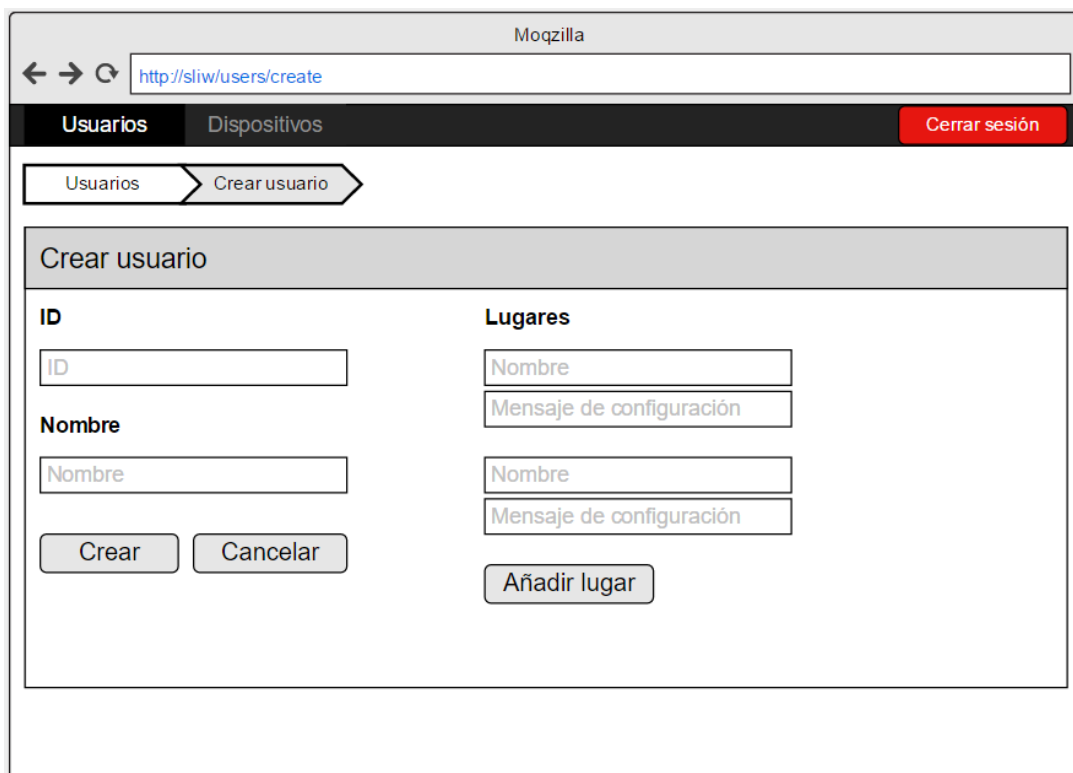 Moqzilla
http://sliw/users/create
Usuarios Dispositivos Cerrar sesión
Usuarios Crear usuario
Crear usuario
ID Lugares
ID Nombre
Mensaje de configuración
Nombre
Nombre Nombre
Mensaje de configuración
Crear Cancelar
Añadir lugar